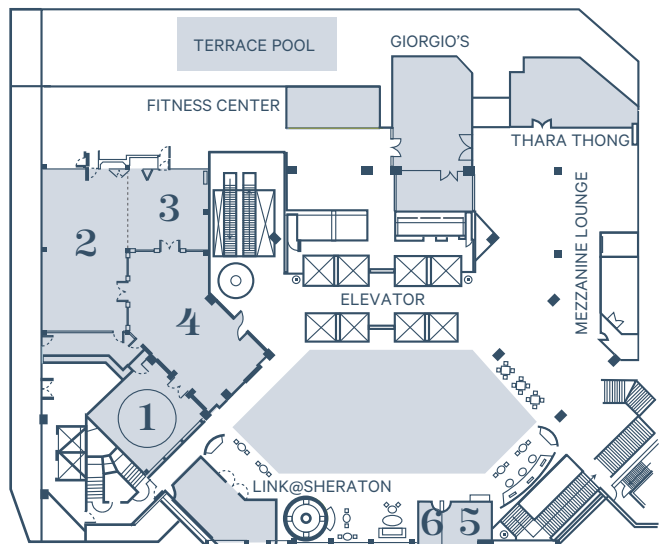 GIORGIO'S
TERRACE POOL
FITNESS CENTER
THARA THONG
MEZZANINE LOUNGE
3
2
ELEVATOR
4
1
LINK@SHERATON
6 5